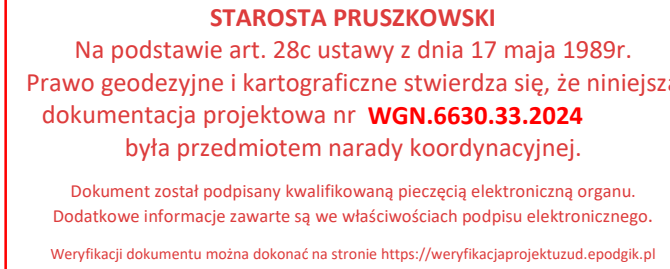 STAROSTA PRUSZKOWSKI
Na podstawie art. 28c ustawy z dnia 17 maja 1989r.
Prawo geodezyjne i kartograficzne stwierdza się, że niniejsza
dokumentacja projektowa nr WGN.6630.33.2024
była przedmiotem narady koordynacyjnej.
Dokument został podpisany kwalifikowaną pieczęcią elektroniczną organu.
Dodatkowe informacje zawarte są we właściwościach podpisu elektronicznego.
Weryfikacji dokumentu można dokonać na stronie https://weryfikacjaprojektuzud.epodgik.pl